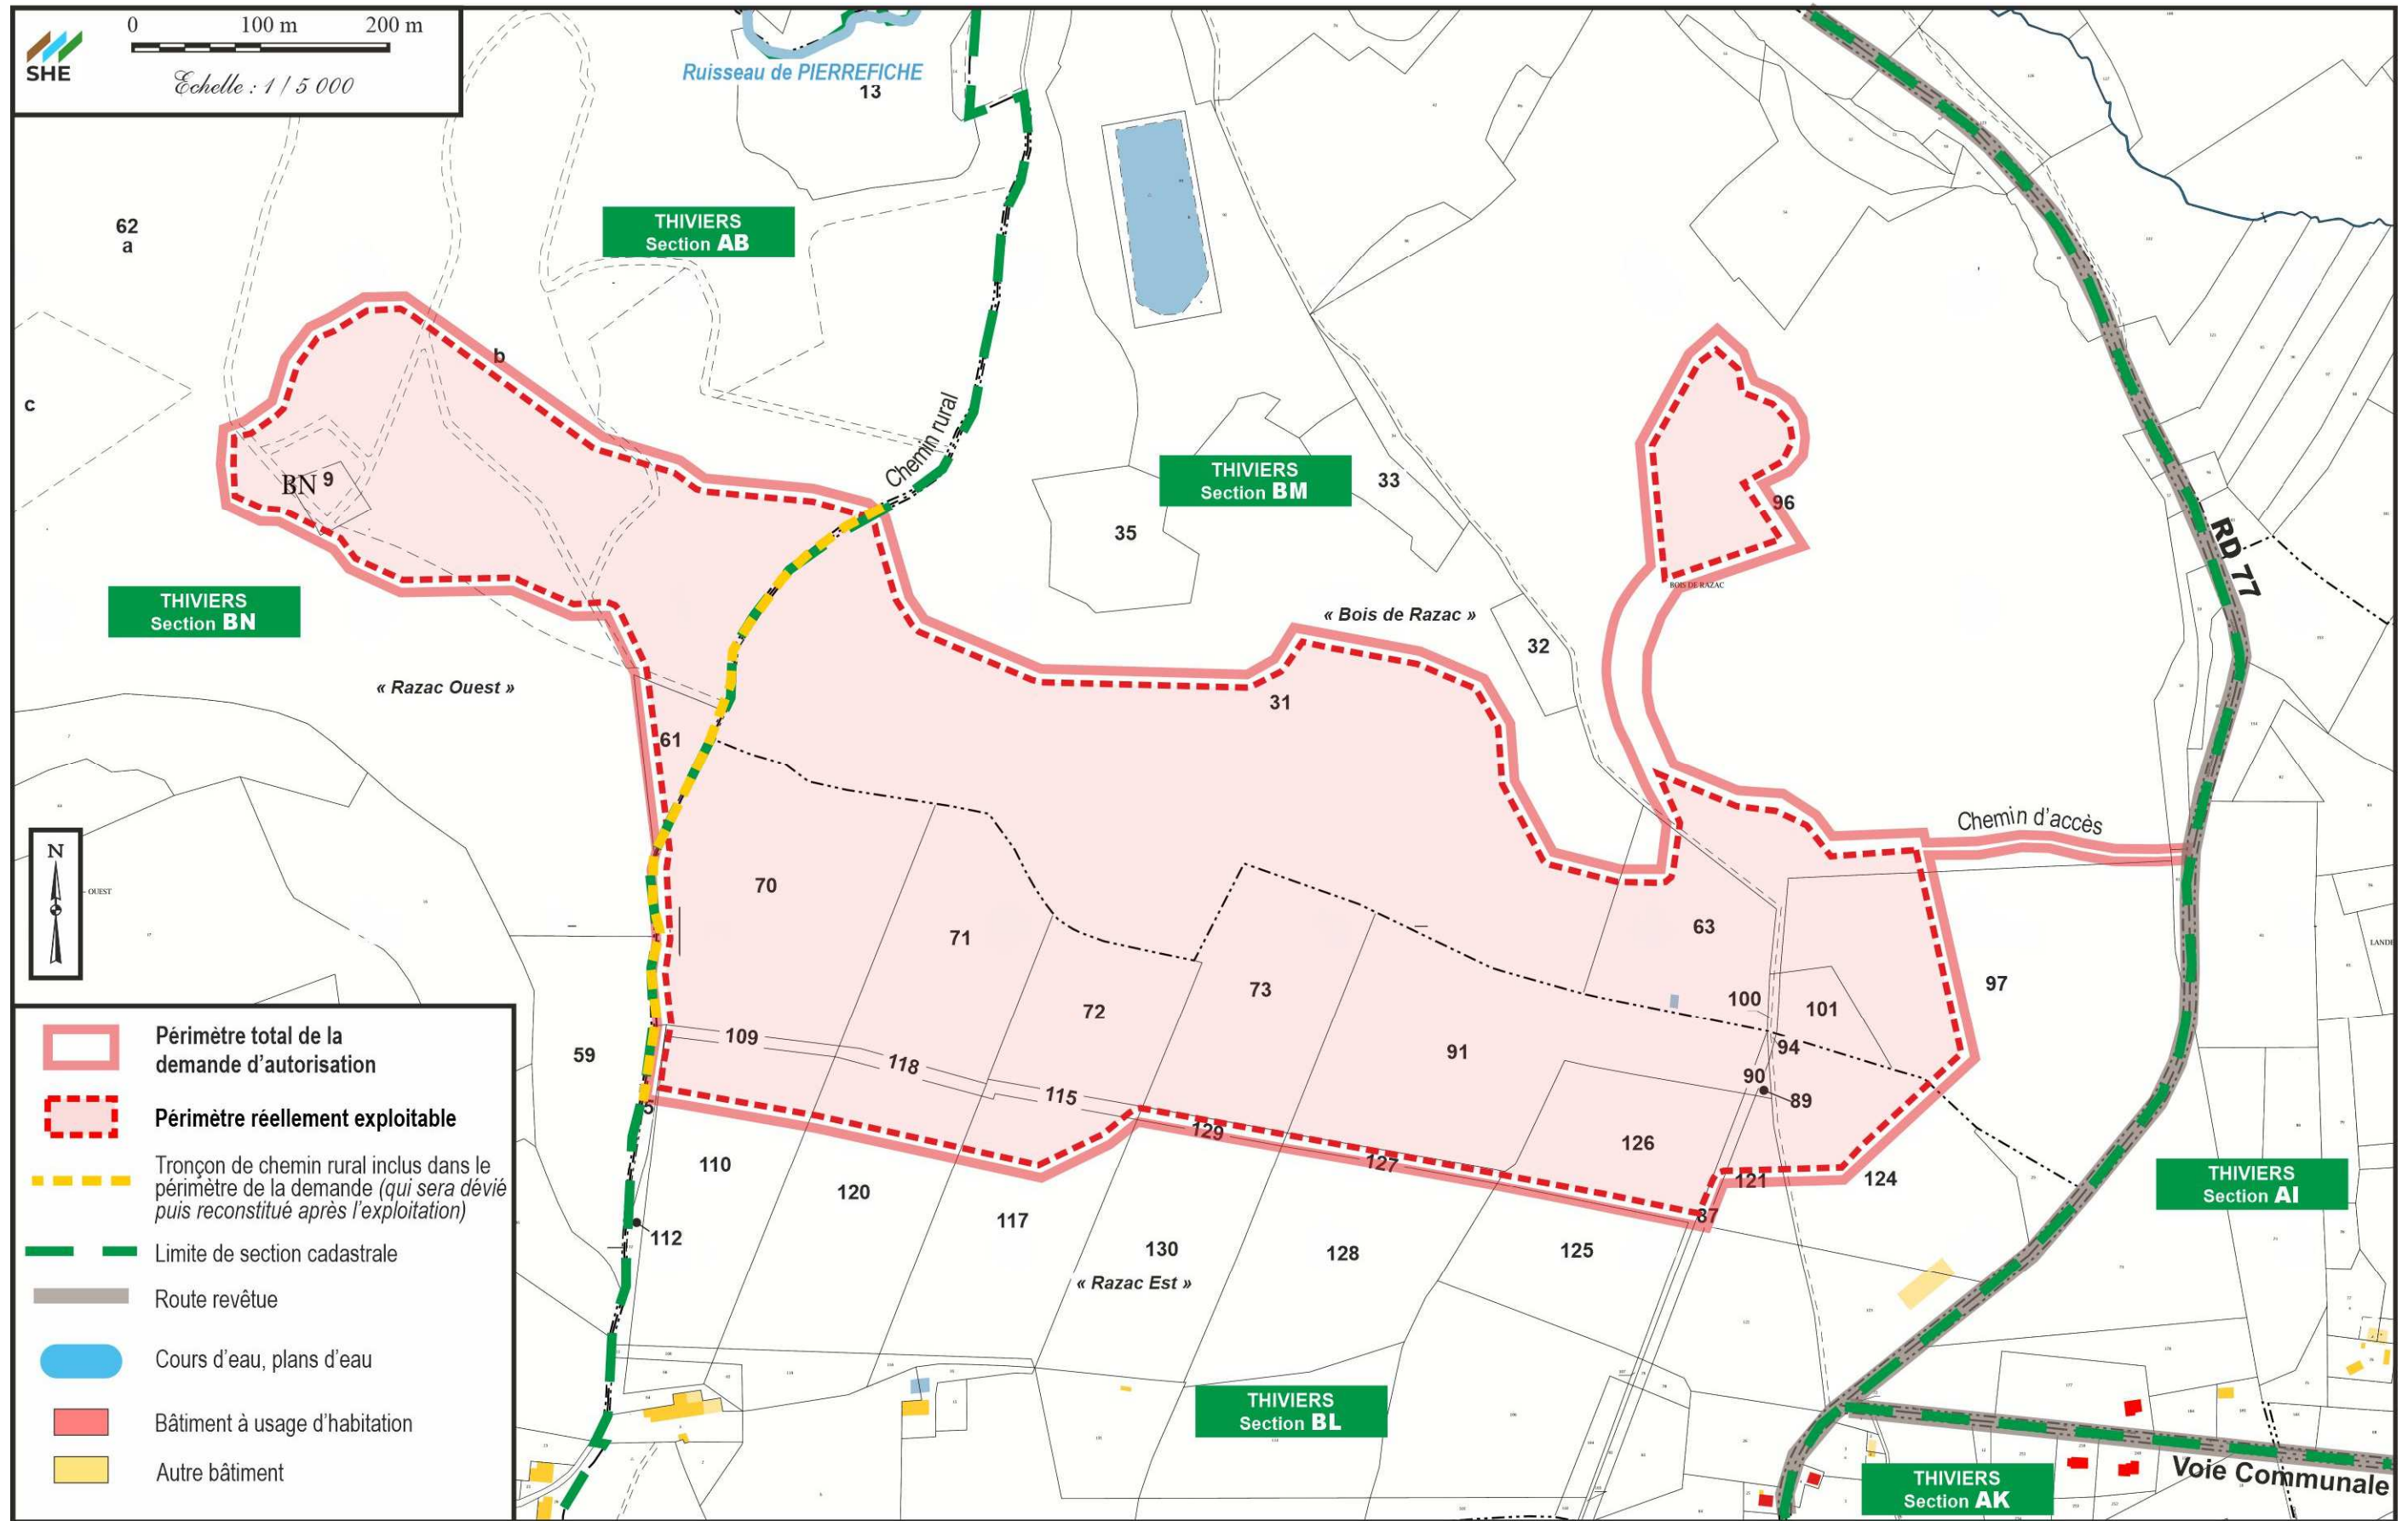 0 100 m 200 m
SHE
Echelle : 1 / 5 000
Ruisseau de PIERREFICHE
13
62
a
THIVIERS
Section AB
b
c
Chemin rural
BN 9
THIVIERS
Section BM
33
35
96
RD 77
BOIS DE RAZAC
THIVIERS
Section BN
« Bois de Razac »
32
« Razac Ouest »
31
61
Chemin d'accès
N
OUEST
70
71
63
LANDE
72
73
97
100
101
59
109
118
91
94
90
115
89
5
129
127
126
110
120
121
124
THIVIERS
Section AI
87
117
112
130
128
125
« Razac Est »
THIVIERS
Section BL
Voie Communale
THIVIERS
Section AK
Périmètre total de la
demande d'autorisation
Périmètre réellement exploitable
Tronçon de chemin rural inclus dans le
périmètre de la demande (qui sera dévié
puis reconstitué après l'exploitation)
Limite de section cadastrale
Route revêtue
Cours d'eau, plans d'eau
Bâtiment à usage d'habitation
Autre bâtiment